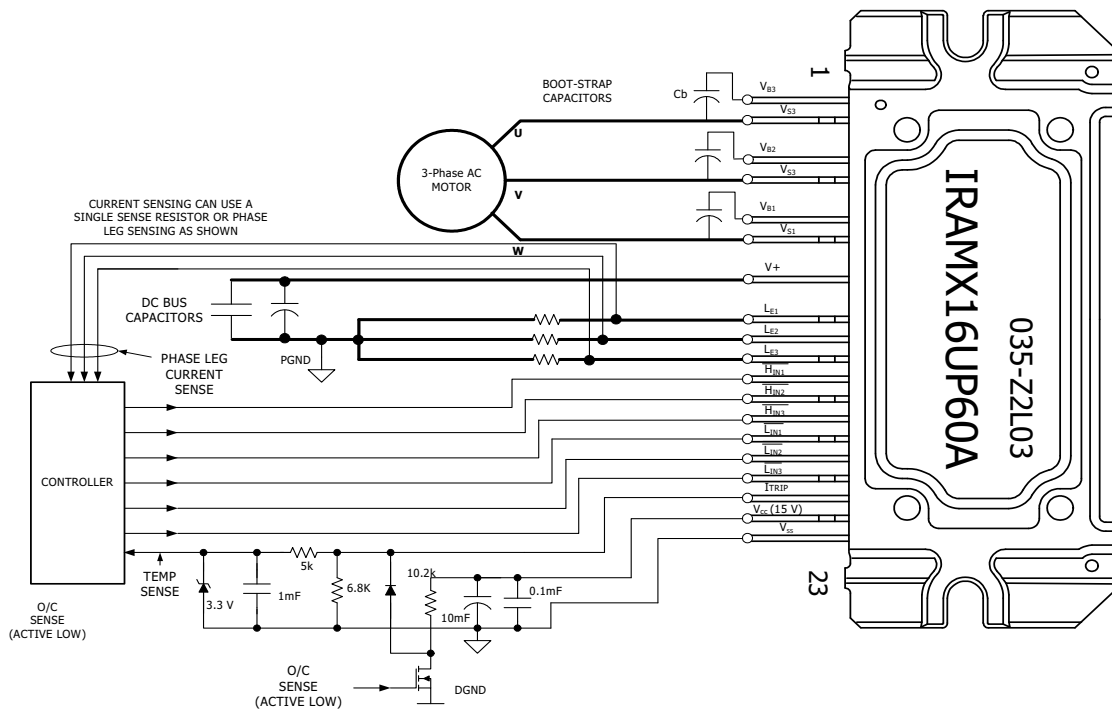 1
BOOT-STRAP
CAPACITORS
Cb
VB3
VS3
U
3-Phase AC
MOTOR
V
VB2
VS3
W
VB1
VS1
CURRENT SENSING CAN USE A
SINGLE SENSE RESISTOR OR PHASE
LEG SENSING AS SHOWN
V+
DC BUS
CAPACITORS
LE1
LE2
LE3
PGND
PHASE LEG
CURRENT
SENSE
HIN1
HIN2
HIN3
LIN1
LIN2
LIN3
ITRIP
VCC (15 V)
VSS
CONTROLLER
IRAMX16UP60A
035-Z2L03
23
TEMP
SENSE
5k
3.3 V
1mF
6.8K
10.2k
10mF
0.1mF
O/C
SENSE
(ACTIVE LOW)
O/C
SENSE
(ACTIVE LOW)
DGND